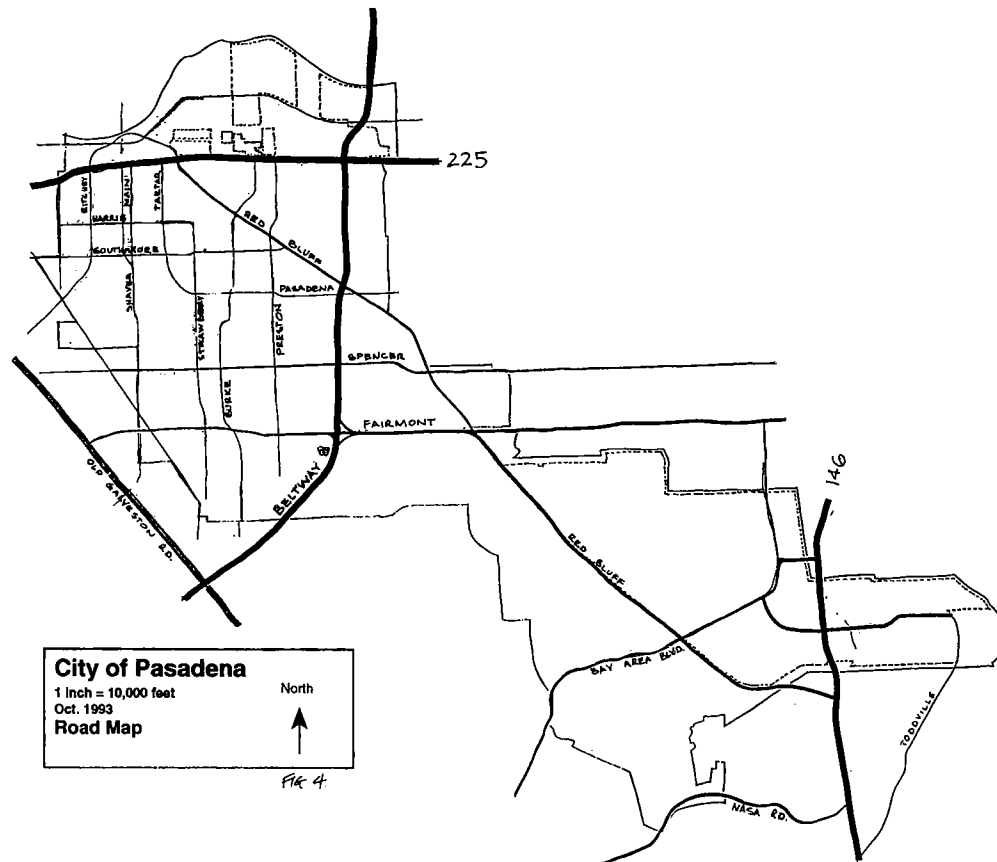 225
RITCHEY
MAIN
TARTAR
HARRIS
RED BLUFF
SOUTHMORE
SHAVER
STRAWBERRY
PASADENA
BURKE
PRESTON
SPENCER
FAIRMONT
BELTWAY 8
OLD GALVESTON RD.
146
RED BLUFF
BAY AREA BLVD.
TODDVILLE
NASA RD.
City of Pasadena
1 inch = 10,000 feet
Oct. 1993
Road Map
North
FIG 4